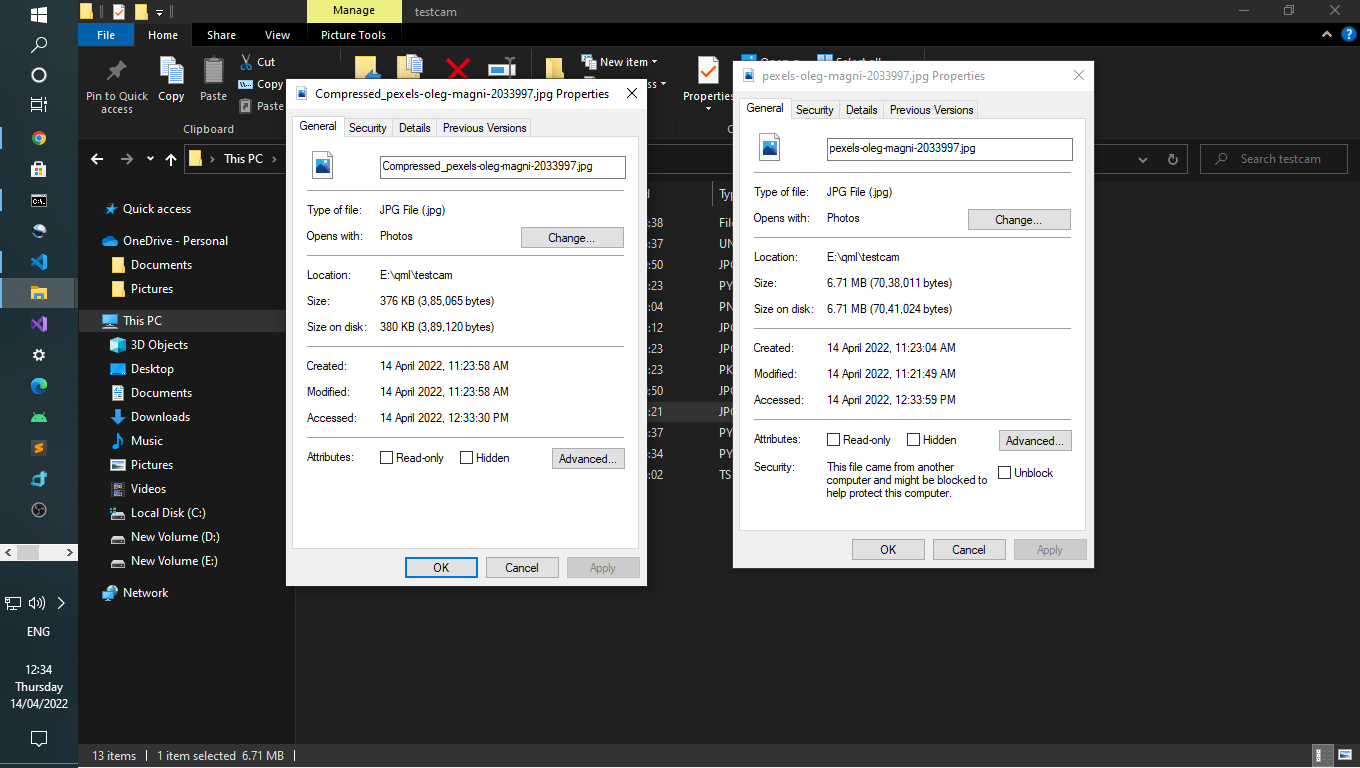 Manage
testcam
File
Home
Share
View
Picture Tools
Pin to Quick
access
Copy
Paste
Cut
Copy
Paste
Clipboard
New item
Select all
Properties
This PC
Search testcam
Quick access
OneDrive - Personal
Documents
Pictures
This PC
3D Objects
Desktop
Documents
Downloads
Music
Pictures
Videos
Local Disk (C:)
New Volume (D:)
New Volume (E:)
Network
Compressed_pexels-oleg-magni-2033997.jpg Properties
General
Security
Details
Previous Versions
Compressed_pexels-oleg-magni-2033997.jpg
Type of file: JPG File (.jpg)
Opens with: Photos
Change...
Location: E:\qml\testcam
Size: 376 KB (3,85,065 bytes)
Size on disk: 380 KB (3,89,120 bytes)
Created: 14 April 2022, 11:23:58 AM
Modified: 14 April 2022, 11:23:58 AM
Accessed: 14 April 2022, 12:33:30 PM
Attributes: Read-only Hidden Advanced...
OK Cancel Apply
:38
:37
:50
:23
:04
:12
:23
:23
:50
:21
:37
:34
:02
pexels-oleg-magni-2033997.jpg Properties
General
Security
Details
Previous Versions
pexels-oleg-magni-2033997.jpg
Type of file: JPG File (.jpg)
Opens with: Photos
Change...
Location: E:\qml\testcam
Size: 6.71 MB (70,38,011 bytes)
Size on disk: 6.71 MB (70,41,024 bytes)
Created: 14 April 2022, 11:23:04 AM
Modified: 14 April 2022, 11:21:49 AM
Accessed: 14 April 2022, 12:33:59 PM
Attributes: Read-only Hidden Advanced...
Security: This file came from another
computer and might be blocked to
help protect this computer.
Unblock
OK Cancel Apply
ENG
12:34
Thursday
14/04/2022
13 items
1 item selected 6.71 MB